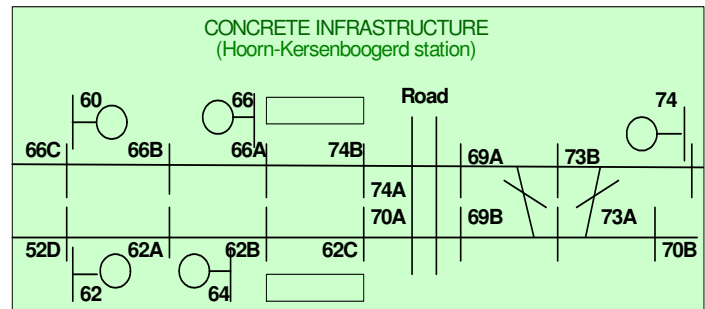 CONCRETE INFRASTRUCTURE
(Hoorn-Kersenboogerd station)
60 66 Road 74
66C 66B 66A 74B 69A 73B
74A
70A 69B 73A
52D 62A 62B 62C 70B
62 64